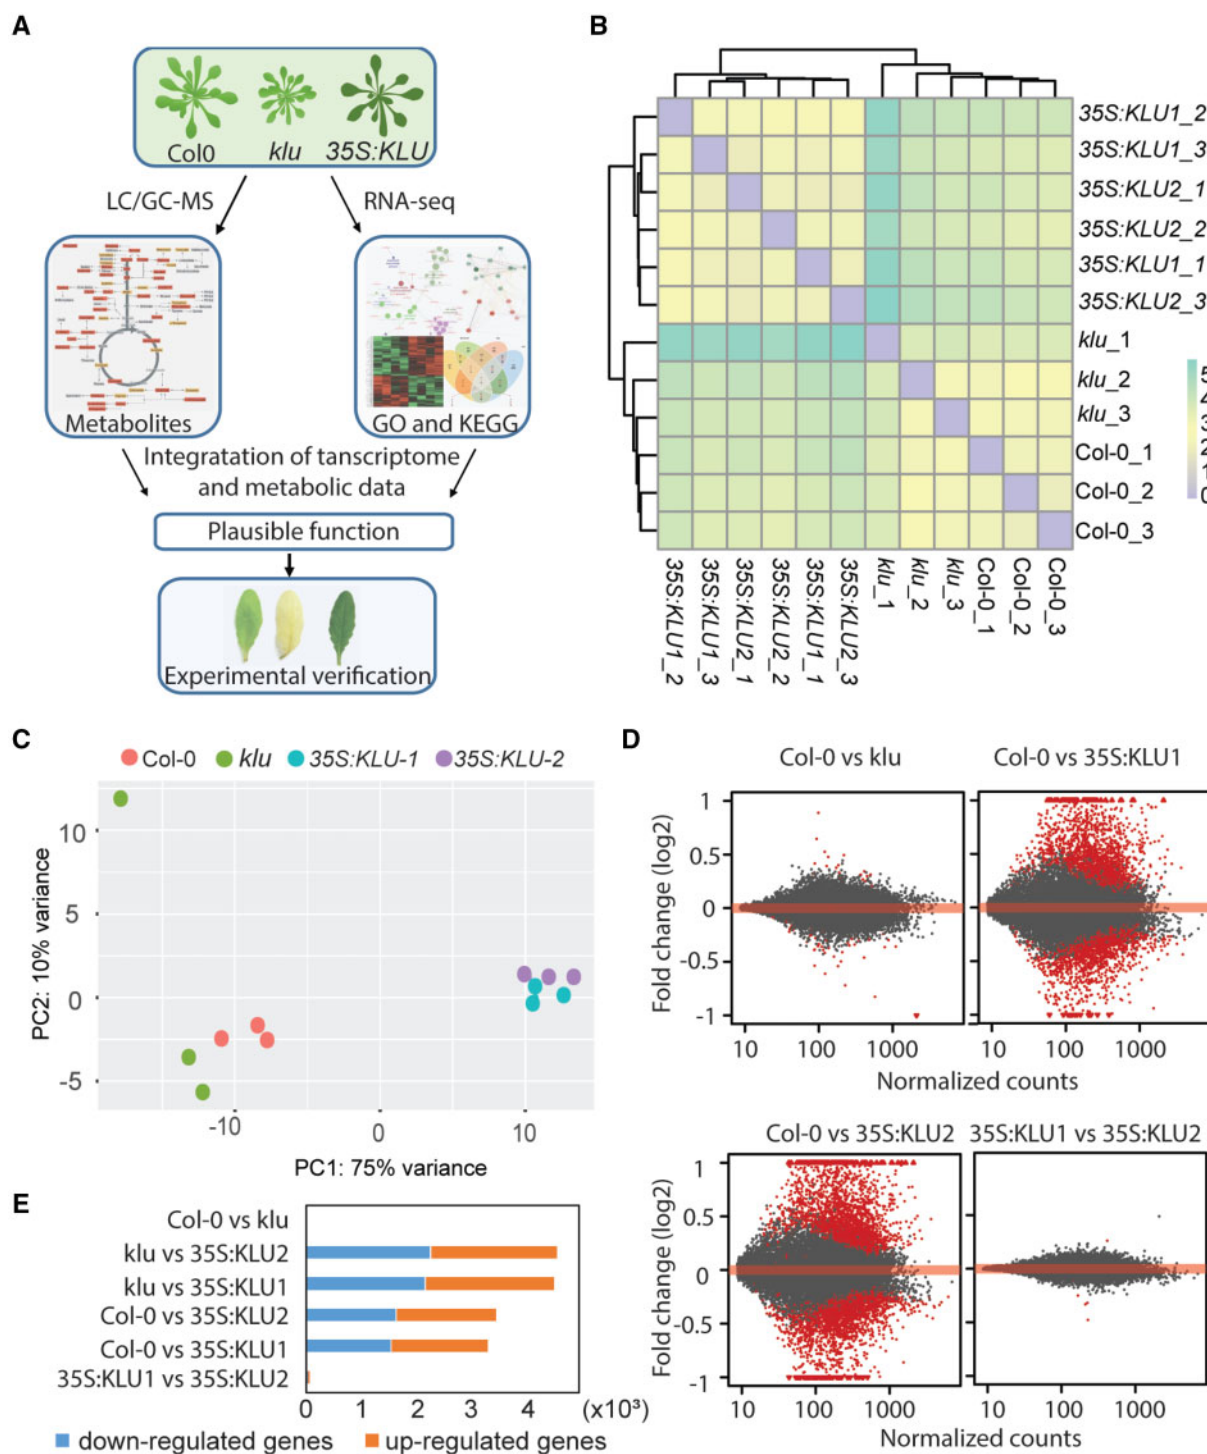 A
Col0 klu 35S:KLU
LC/GC-MS
RNA-seq
Metabolites
GO and KEGG
Integratation of tanscriptome
and metabolic data
Plausible function
Experimental verification
B
35S:KLU1_2
35S:KLU1_3
35S:KLU2_1
35S:KLU2_2
35S:KLU1_1
35S:KLU2_3
klu_1
klu_2
klu_3
Col-0_1
Col-0_2
Col-0_3
5
4
3
2
1
0
35S:KLU1_2
35S:KLU1_3
35S:KLU2_1
35S:KLU2_2
35S:KLU1_1
35S:KLU2_3
klu_1
klu_2
klu_3
Col-0_1
Col-0_2
Col-0_3
C
Col-0 klu 35S:KLU-1 35S:KLU-2
PC2: 10% variance
10
5
0
-5
-10 0 10
PC1: 75% variance
D
Col-0 vs klu
Col-0 vs 35S:KLU1
Fold change (log2)
1
0.5
0
-0.5
-1
10 100 1000
10 100 1000
Normalized counts
Col-0 vs 35S:KLU2
35S:KLU1 vs 35S:KLU2
Fold change (log2)
1
0.5
0
-0.5
-1
10 100 1000
10 100 1000
Normalized counts
E
Col-0 vs klu
klu vs 35S:KLU2
klu vs 35S:KLU1
Col-0 vs 35S:KLU2
Col-0 vs 35S:KLU1
35S:KLU1 vs 35S:KLU2
0 1 2 3 4 (x10³)
down-regulated genes up-regulated genes